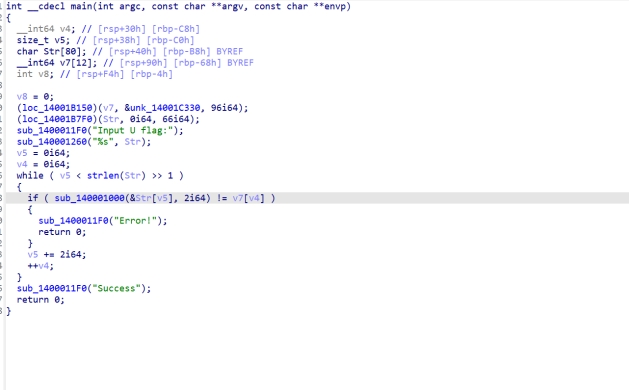 int __cdecl main(int argc, const char **argv, const char **envp)
{
__int64 v4; // [rsp+30h] [rbp-C8h]
size_t v5; // [rsp+38h] [rbp-C0h]
char Str[80]; // [rsp+40h] [rbp-B8h] BYREF
__int64 v7[12]; // [rsp+90h] [rbp-68h] BYREF
int v8; // [rsp+F4h] [rbp-4h]
v8 = 0;
(loc_14001B150)(v7, &unk_14001C330, 96i64);
(loc_14001B7F0)(Str, 0i64, 66i64);
sub_1400011F0("Input U flag:");
sub_140001260("%s", Str);
v5 = 0i64;
v4 = 0i64;
while ( v5 < strlen(Str) >> 1 )
{
if ( sub_140001000(&Str[v5], 2i64) != v7[v4] )
{
sub_1400011F0("Error!");
return 0;
}
v5 += 2i64;
++v4;
}
sub_1400011F0("Success");
return 0;
}